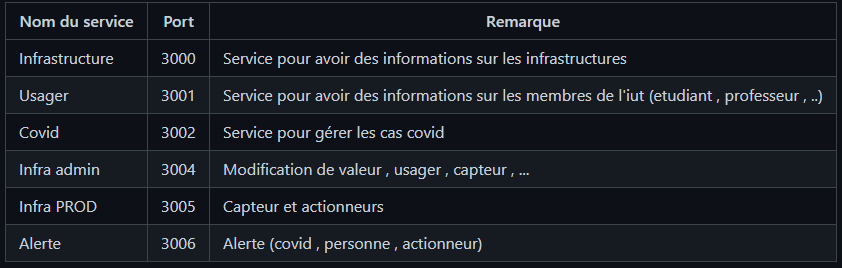 Nom du service Port Remarque
Infrastructure 3000 Service pour avoir des informations sur les infrastructures
Usager 3001 Service pour avoir des informations sur les membres de l'iut (etudiant , professeur , ..)
Covid 3002 Service pour gérer les cas covid
Infra admin 3004 Modification de valeur , usager , capteur , ...
Infra PROD 3005 Capteur et actionneurs
Alerte 3006 Alerte (covid , personne , actionneur)